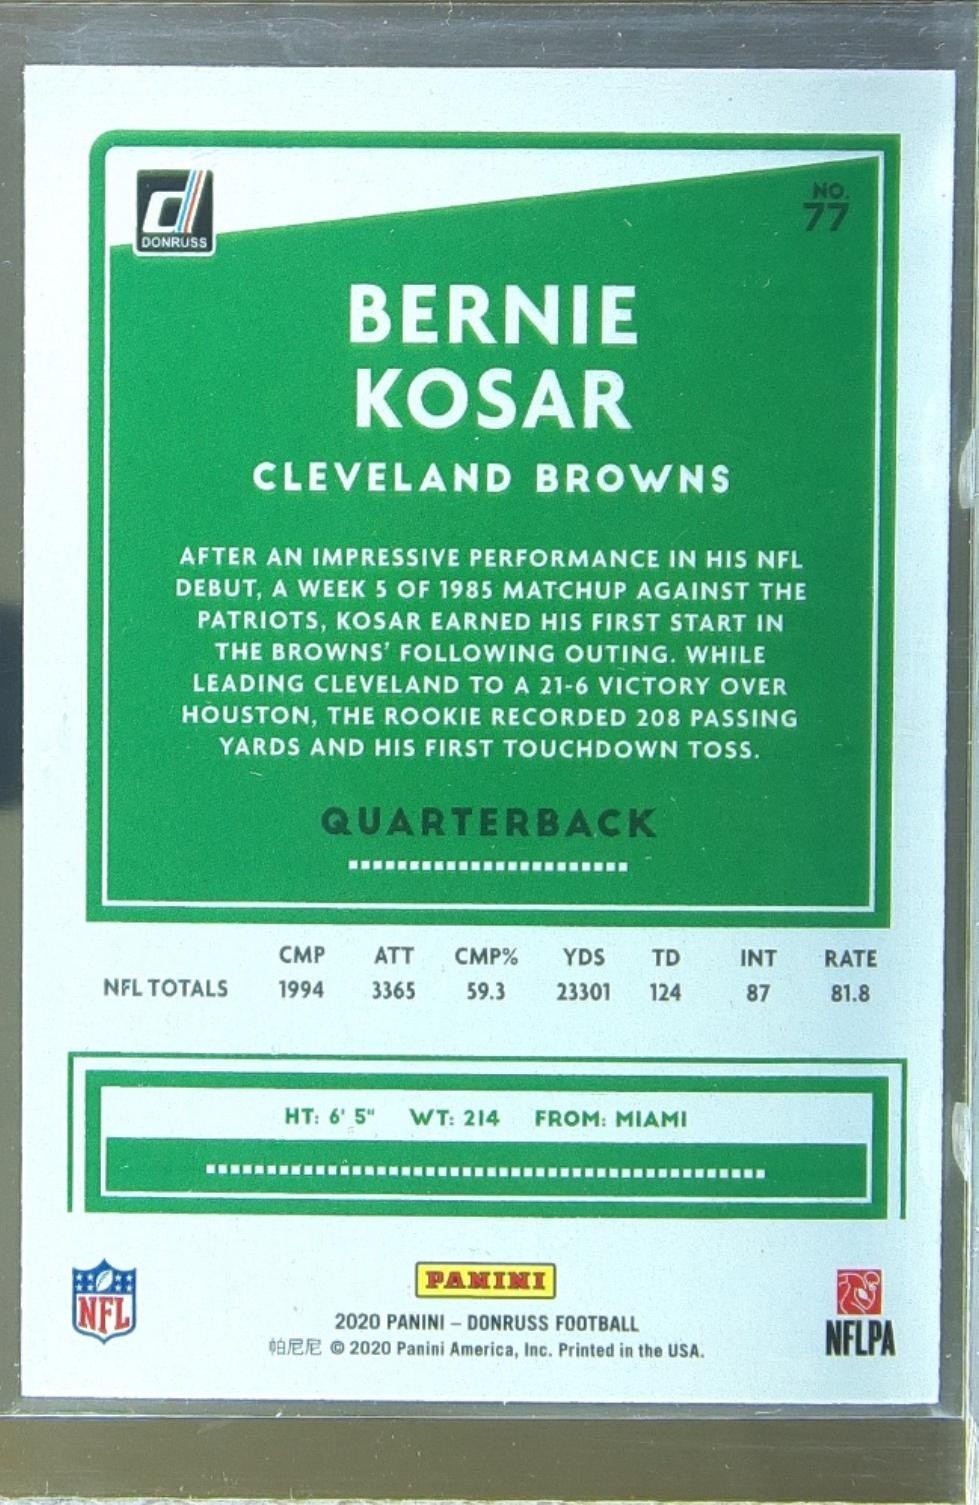 DONRUSS
NO.
77
BERNIE
KOSAR
CLEVELAND BROWNS
AFTER AN IMPRESSIVE PERFORMANCE IN HIS NFL
DEBUT, A WEEK 5 OF 1985 MATCHUP AGAINST THE
PATRIOTS, KOSAR EARNED HIS FIRST START IN
THE BROWNS' FOLLOWING OUTING. WHILE
LEADING CLEVELAND TO A 21-6 VICTORY OVER
HOUSTON, THE ROOKIE RECORDED 208 PASSING
YARDS AND HIS FIRST TOUCHDOWN TOSS.
QUARTERBACK
CMP ATT CMP% YDS TD INT RATE
NFL TOTALS 1994 3365 59.3 23301 124 87 81.8
HT: 6' 5" WT: 214 FROM: MIAMI
NFL
PANINI
2020 PANINI – DONRUSS FOOTBALL
帕尼尼 © 2020 Panini America, Inc. Printed in the USA.
NFLPA